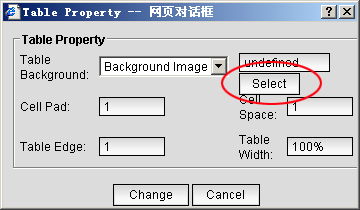 Table Property -- 网页对话框
Table Property
Table Background:
Background Image
undefined
Select
Cell Pad:
1
Cell Space:
1
Table Edge:
1
Table Width:
100%
Change
Cancel